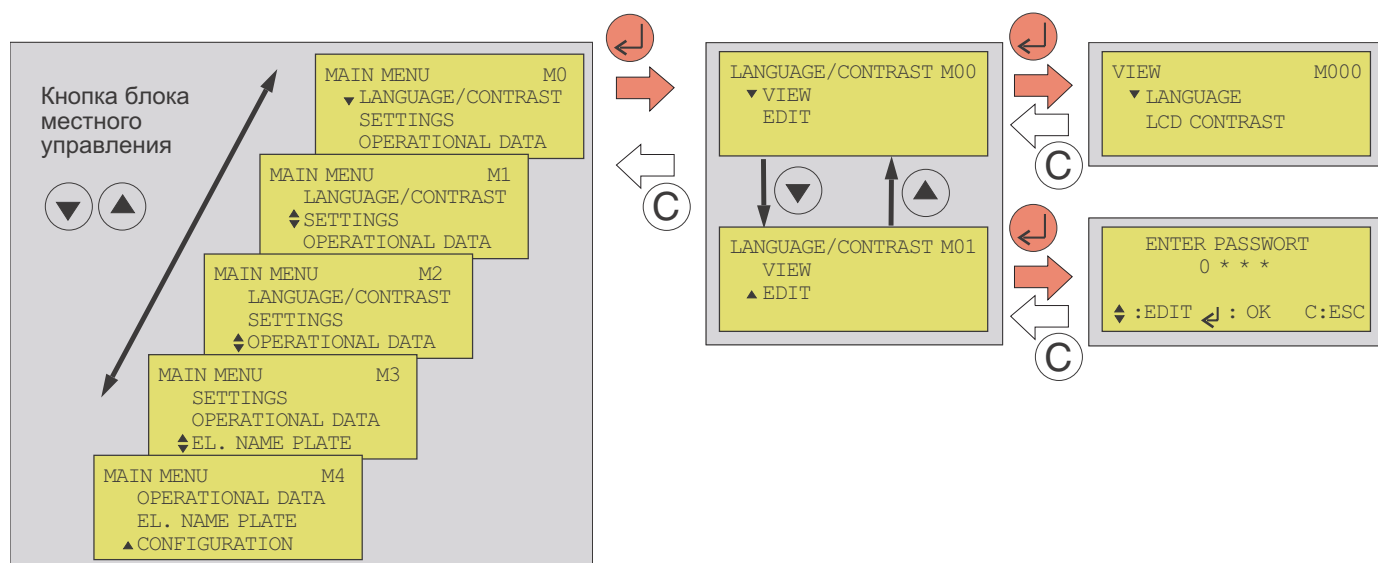 Кнопка блока
местного
управления
MAIN MENU M0
LANGUAGE/CONTRAST
SETTINGS
OPERATIONAL DATA
MAIN MENU M1
LANGUAGE/CONTRAST
SETTINGS
OPERATIONAL DATA
MAIN MENU M2
LANGUAGE/CONTRAST
SETTINGS
OPERATIONAL DATA
MAIN MENU M3
SETTINGS
OPERATIONAL DATA
EL. NAME PLATE
MAIN MENU M4
OPERATIONAL DATA
EL. NAME PLATE
CONFIGURATION
C
LANGUAGE/CONTRAST M00
VIEW
EDIT
LANGUAGE/CONTRAST M01
VIEW
EDIT
C
C
VIEW M000
LANGUAGE
LCD CONTRAST
ENTER PASSWORT
0 * * *
:EDIT : OK C:ESC